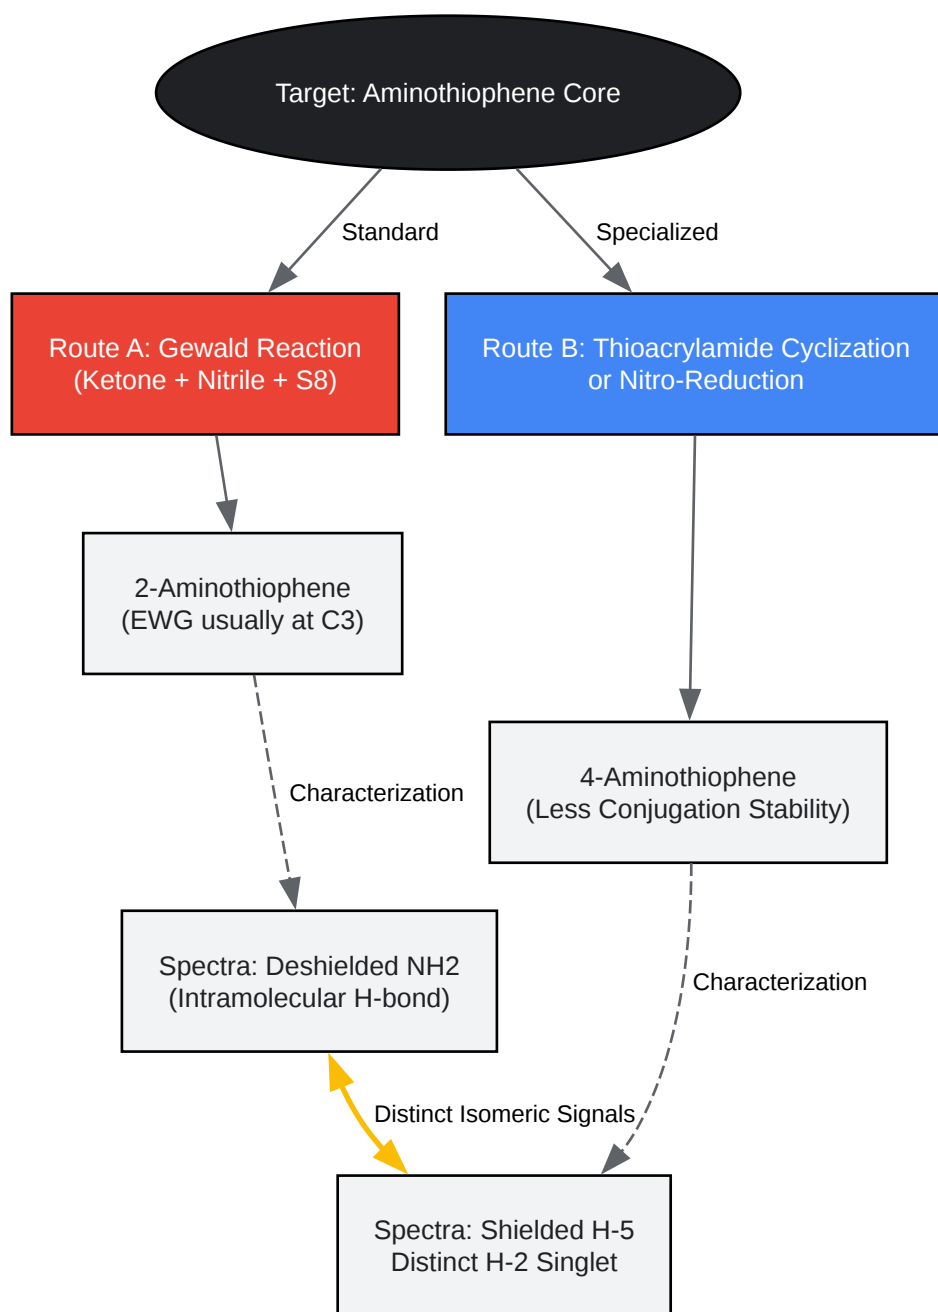 Target: Aminothiophene Core
Standard
Specialized
Route A: Gewald Reaction
(Ketone + Nitrile + S8)
Route B: Thioacrylamide Cyclization
or Nitro-Reduction
2-Aminothiophene
(EWG usually at C3)
4-Aminothiophene
(Less Conjugation Stability)
Characterization
Spectra: Deshielded NH2
(Intramolecular H-bond)
Characterization
Distinct Isomeric Signals
Spectra: Shielded H-5
Distinct H-2 Singlet